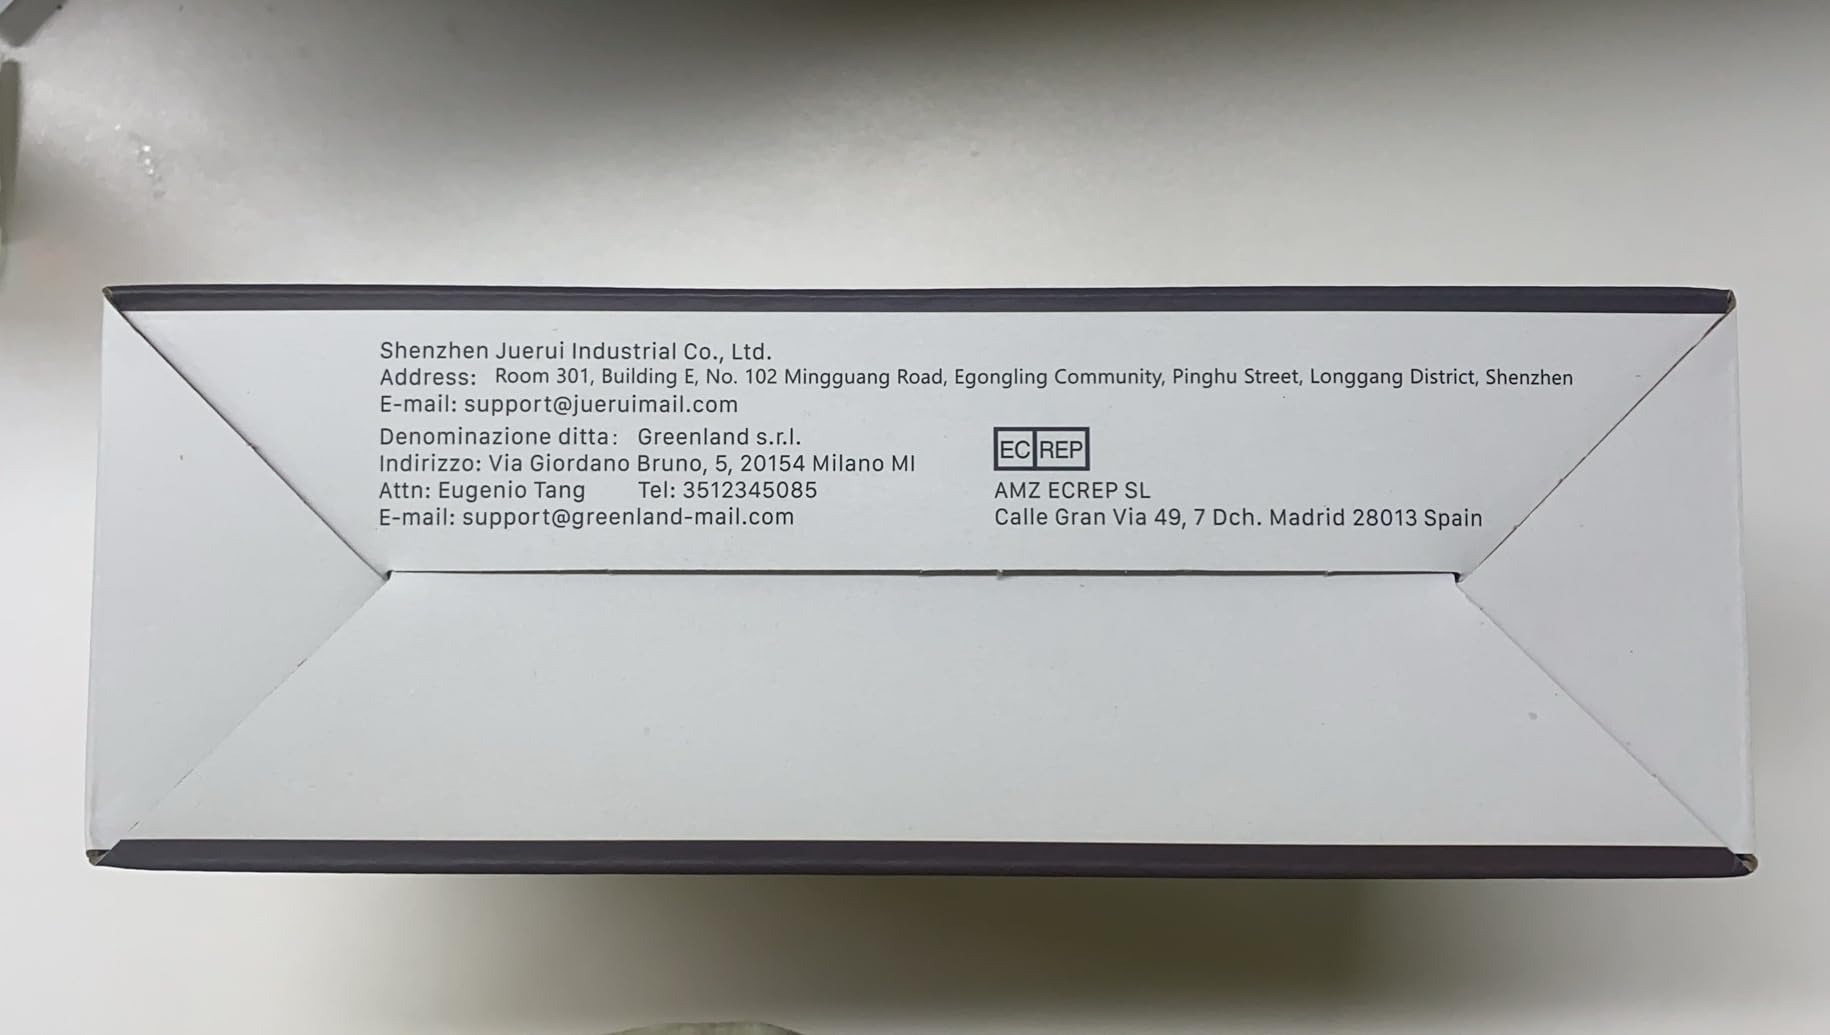 Shenzhen Juerui Industrial Co., Ltd.
Address: Room 301, Building E, No. 102 Mingguang Road, Egongling Community, Pinghu Street, Longgang District, Shenzhen
E-mail: support@jueruimail.com
Denominazione ditta: Greenland s.r.l.
Indirizzo: Via Giordano Bruno, 5, 20154 Milano MI
Attn: Eugenio Tang Tel: 3512345085
E-mail: support@greenland-mail.com
EC REP
AMZ ECREP SL
Calle Gran Via 49, 7 Dch. Madrid 28013 Spain